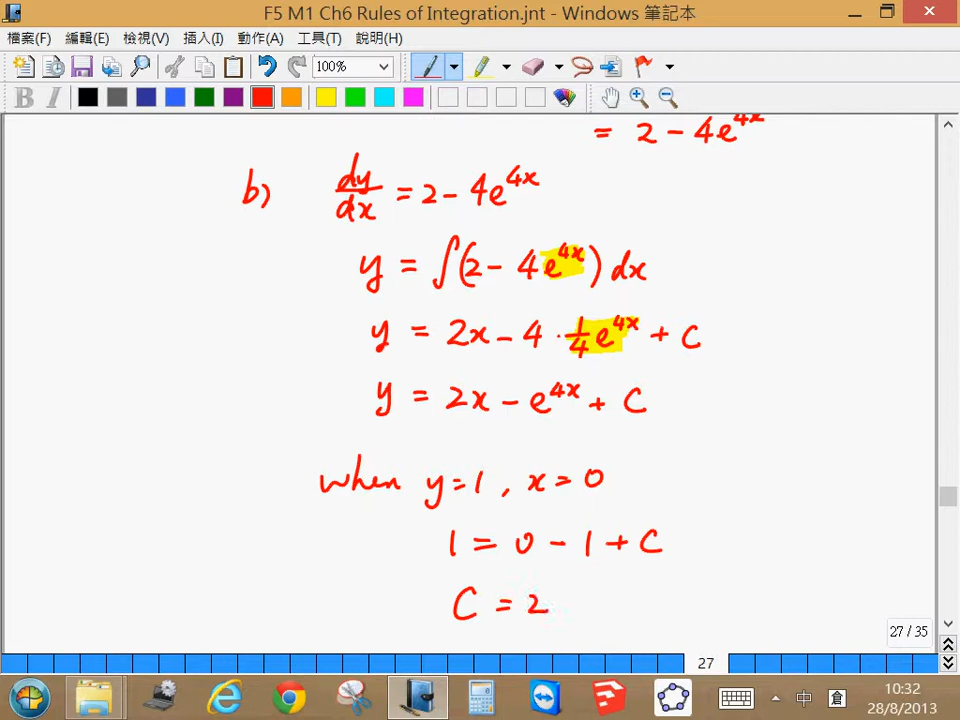 F5 M1 Ch6 Rules of Integration.jnt - Windows 筆記本
檔案(F) 編輯(E) 檢視(V) 插入(I) 動作(A) 工具(T) 說明(H)
100%
B I
= 2 - 4e^{4x}
b) dy/dx = 2 - 4e^{4x}
y = ∫(2 - 4e^{4x}) dx
y = 2x - 4 · 1/4 e^{4x} + C
y = 2x - e^{4x} + C
when y = 1, x = 0
1 = 0 - 1 + C
C = 2
27 / 35
27
中 倉 10:32
28/8/2013